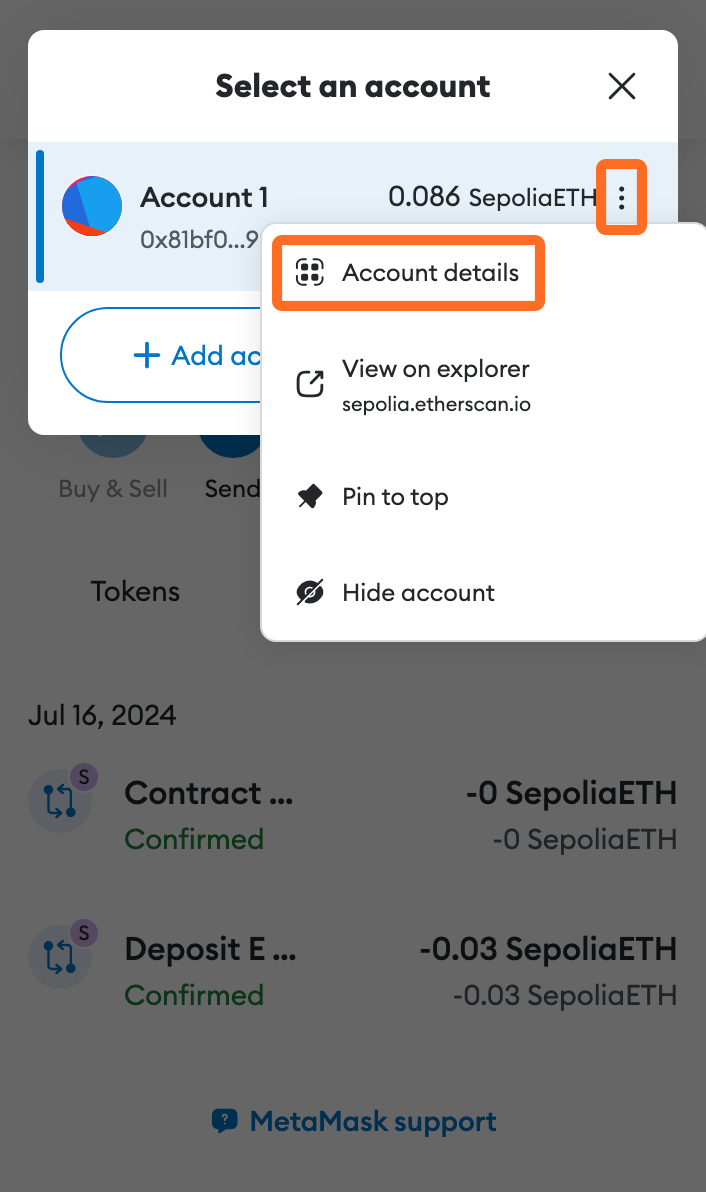 Select an account
Account 1
0.086 SepoliaETH
0x81bf0...9
Account details
Add ac
View on explorer
sepolia.etherscan.io
Buy & Sell
Send
Pin to top
Tokens
Hide account
Jul 16, 2024
S
Contract ...
-0 SepoliaETH
Confirmed
-0 SepoliaETH
S
Deposit E ...
-0.03 SepoliaETH
Confirmed
-0.03 SepoliaETH
? MetaMask support